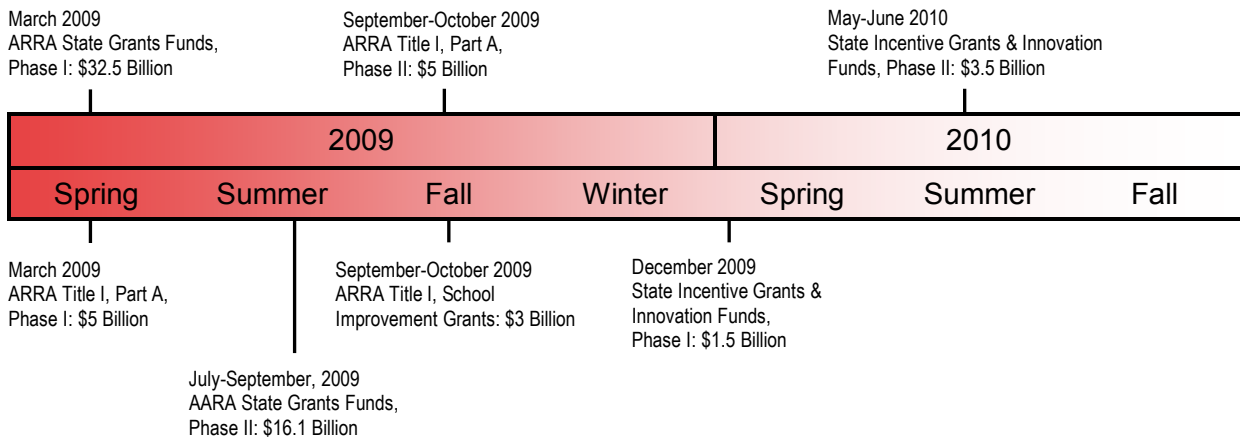 March 2009
ARRA State Grants Funds,
Phase I: $32.5 Billion
September-October 2009
ARRA Title I, Part A,
Phase II: $5 Billion
May-June 2010
State Incentive Grants & Innovation
Funds, Phase II: $3.5 Billion
2009
2010
Spring
Summer
Fall
Winter
Spring
Summer
Fall
March 2009
ARRA Title I, Part A,
Phase I: $5 Billion
September-October 2009
ARRA Title I, School
Improvement Grants: $3 Billion
December 2009
State Incentive Grants &
Innovation Funds,
Phase I: $1.5 Billion
July-September, 2009
AARA State Grants Funds,
Phase II: $16.1 Billion